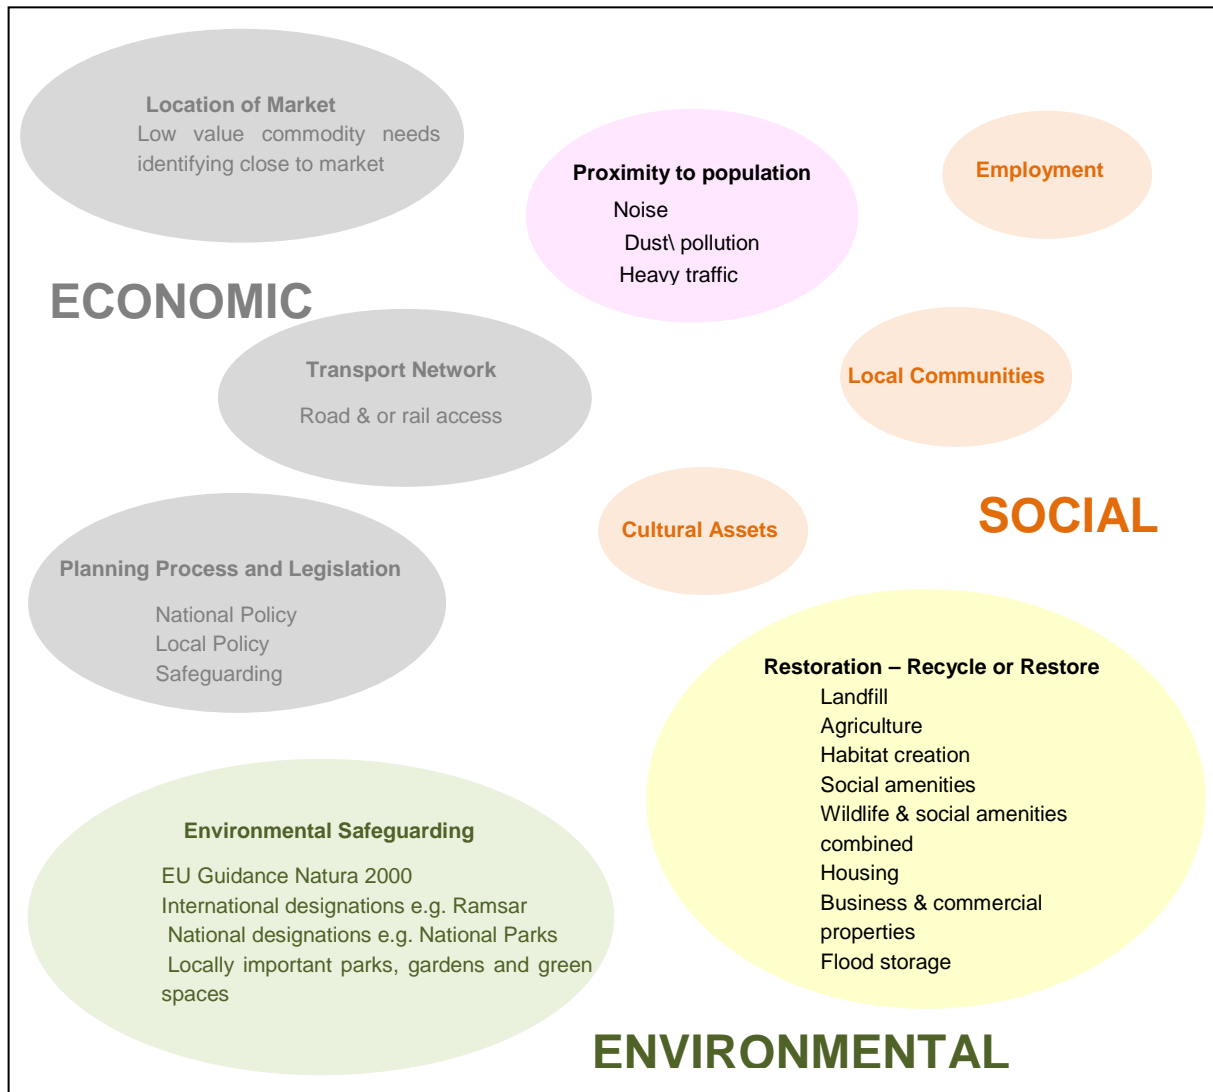 Location of Market
Low value commodity needs
identifying close to market
Proximity to population
Noise
Dust\ pollution
Heavy traffic
Employment
ECONOMIC
Transport Network
Road & or rail access
Local Communities
Cultural Assets
SOCIAL
Planning Process and Legislation
National Policy
Local Policy
Safeguarding
Restoration – Recycle or Restore
Landfill
Agriculture
Habitat creation
Social amenities
Wildlife & social amenities
combined
Housing
Business & commercial
properties
Flood storage
Environmental Safeguarding
EU Guidance Natura 2000
International designations e.g. Ramsar
National designations e.g. National Parks
Locally important parks, gardens and green
spaces
ENVIRONMENTAL